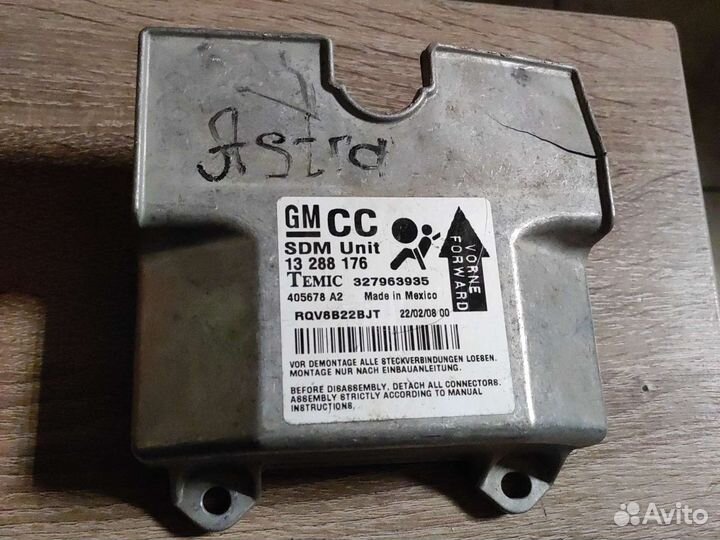 Astra
GM CC
SDM Unit
13 288 176
TEMIC 327963935
405678 A2 Made in Mexico
RQV8B22BJT 22/02/08 00
VORNE
FORWARD
VOR DEMONTAGE ALLE STECKVERBINDUNGEN LOESEN.
MONTAGE NUR NACH EINBAUANLEITUNG.
BEFORE DISASSEMBLY, DETACH ALL CONNECTORS.
ASSEMBLY STRICTLY ACCORDING TO MANUAL
INSTRUCTIONS.
Avito